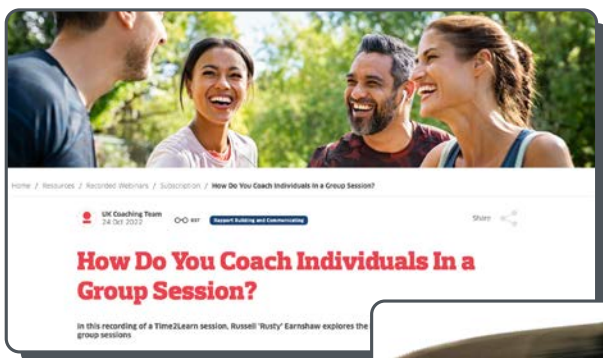 Home / Resources / Recorded Webinars / Subscription / How Do You Coach Individuals In a Group Session?
UK Coaching Team
24 Oct 2022
Rapport Building and Communicating
Share
How Do You Coach Individuals In a
Group Session?
In this recording of a Time2Learn session, Russell 'Rusty' Earnshaw explores the
group sessions